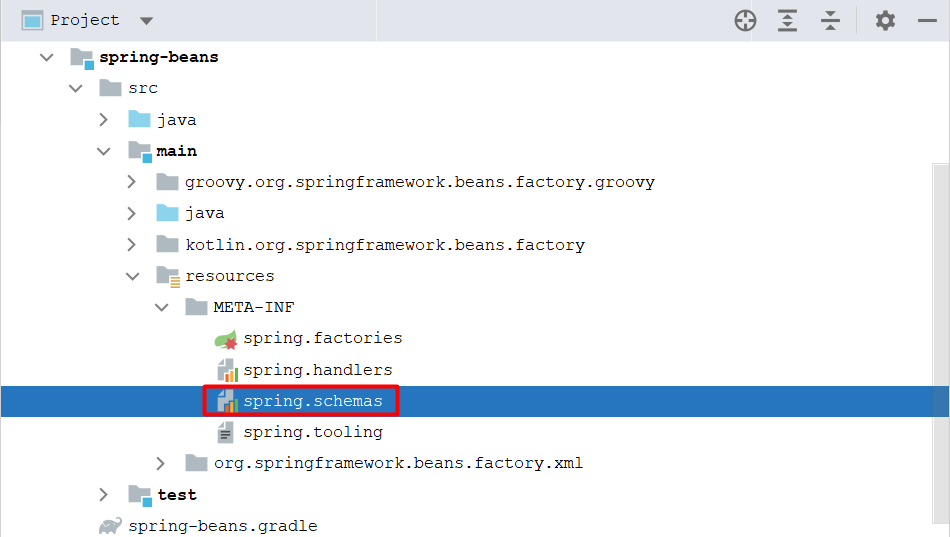 Project
spring-beans
src
java
main
groovy.org.springframework.beans.factory.groovy
java
kotlin.org.springframework.beans.factory
resources
META-INF
spring.factories
spring.handlers
spring.schemas
spring.tooling
org.springframework.beans.factory.xml
test
spring-beans.gradle